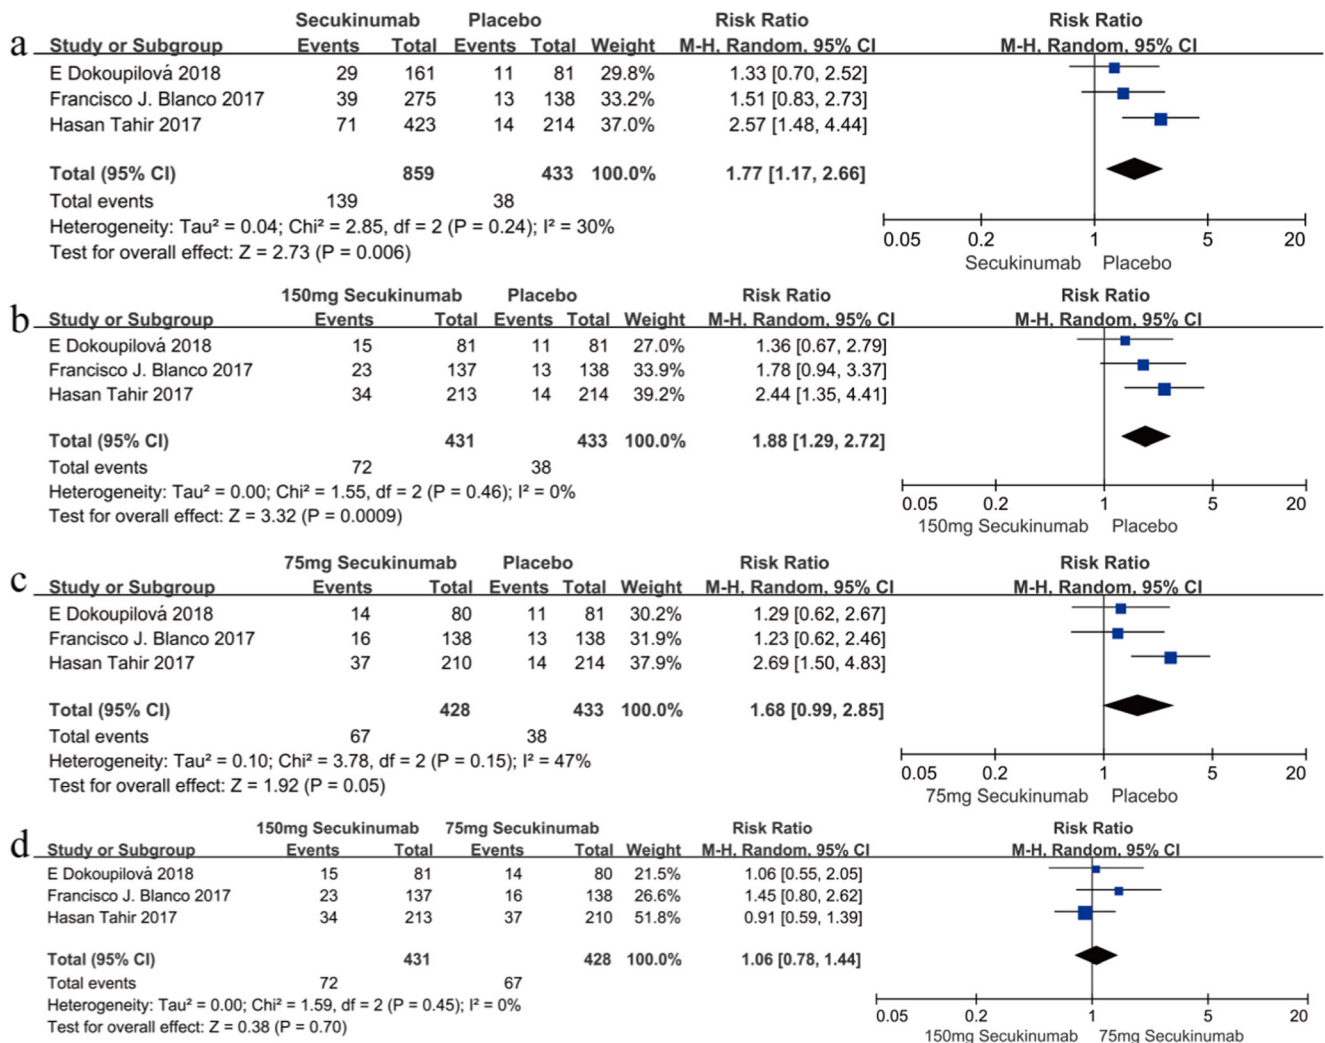 a
Secukinumab Placebo Risk Ratio Risk Ratio
Study or Subgroup Events Total Events Total Weight M-H, Random, 95% CI M-H, Random, 95% CI
E Dokoupilová 2018 29 161 11 81 29.8% 1.33 [0.70, 2.52]
Francisco J. Blanco 2017 39 275 13 138 33.2% 1.51 [0.83, 2.73]
Hasan Tahir 2017 71 423 14 214 37.0% 2.57 [1.48, 4.44]
Total (95% CI) 859 433 100.0% 1.77 [1.17, 2.66]
Total events 139 38
Heterogeneity: Tau² = 0.04; Chi² = 2.85, df = 2 (P = 0.24); I² = 30%
Test for overall effect: Z = 2.73 (P = 0.006)
0.05 0.2 1 5 20
Secukinumab Placebo
b
150mg Secukinumab Placebo Risk Ratio Risk Ratio
Study or Subgroup Events Total Events Total Weight M-H, Random, 95% CI M-H, Random, 95% CI
E Dokoupilová 2018 15 81 11 81 27.0% 1.36 [0.67, 2.79]
Francisco J. Blanco 2017 23 137 13 138 33.9% 1.78 [0.94, 3.37]
Hasan Tahir 2017 34 213 14 214 39.2% 2.44 [1.35, 4.41]
Total (95% CI) 431 433 100.0% 1.88 [1.29, 2.72]
Total events 72 38
Heterogeneity: Tau² = 0.00; Chi² = 1.55, df = 2 (P = 0.46); I² = 0%
Test for overall effect: Z = 3.32 (P = 0.0009)
0.05 0.2 1 5 20
150mg Secukinumab Placebo
c
75mg Secukinumab Placebo Risk Ratio Risk Ratio
Study or Subgroup Events Total Events Total Weight M-H, Random, 95% CI M-H, Random, 95% CI
E Dokoupilová 2018 14 80 11 81 30.2% 1.29 [0.62, 2.67]
Francisco J. Blanco 2017 16 138 13 138 31.9% 1.23 [0.62, 2.46]
Hasan Tahir 2017 37 210 14 214 37.9% 2.69 [1.50, 4.83]
Total (95% CI) 428 433 100.0% 1.68 [0.99, 2.85]
Total events 67 38
Heterogeneity: Tau² = 0.10; Chi² = 3.78, df = 2 (P = 0.15); I² = 47%
Test for overall effect: Z = 1.92 (P = 0.05)
0.05 0.2 1 5 20
75mg Secukinumab Placebo
d
150mg Secukinumab 75mg Secukinumab Risk Ratio Risk Ratio
Study or Subgroup Events Total Events Total Weight M-H, Random, 95% CI M-H, Random, 95% CI
E Dokoupilová 2018 15 81 14 80 21.5% 1.06 [0.55, 2.05]
Francisco J. Blanco 2017 23 137 16 138 26.6% 1.45 [0.80, 2.62]
Hasan Tahir 2017 34 213 37 210 51.8% 0.91 [0.59, 1.39]
Total (95% CI) 431 428 100.0% 1.06 [0.78, 1.44]
Total events 72 67
Heterogeneity: Tau² = 0.00; Chi² = 1.59, df = 2 (P = 0.45); I² = 0%
Test for overall effect: Z = 0.38 (P = 0.70)
0.05 0.2 1 5 20
150mg Secukinumab 75mg Secukinumab